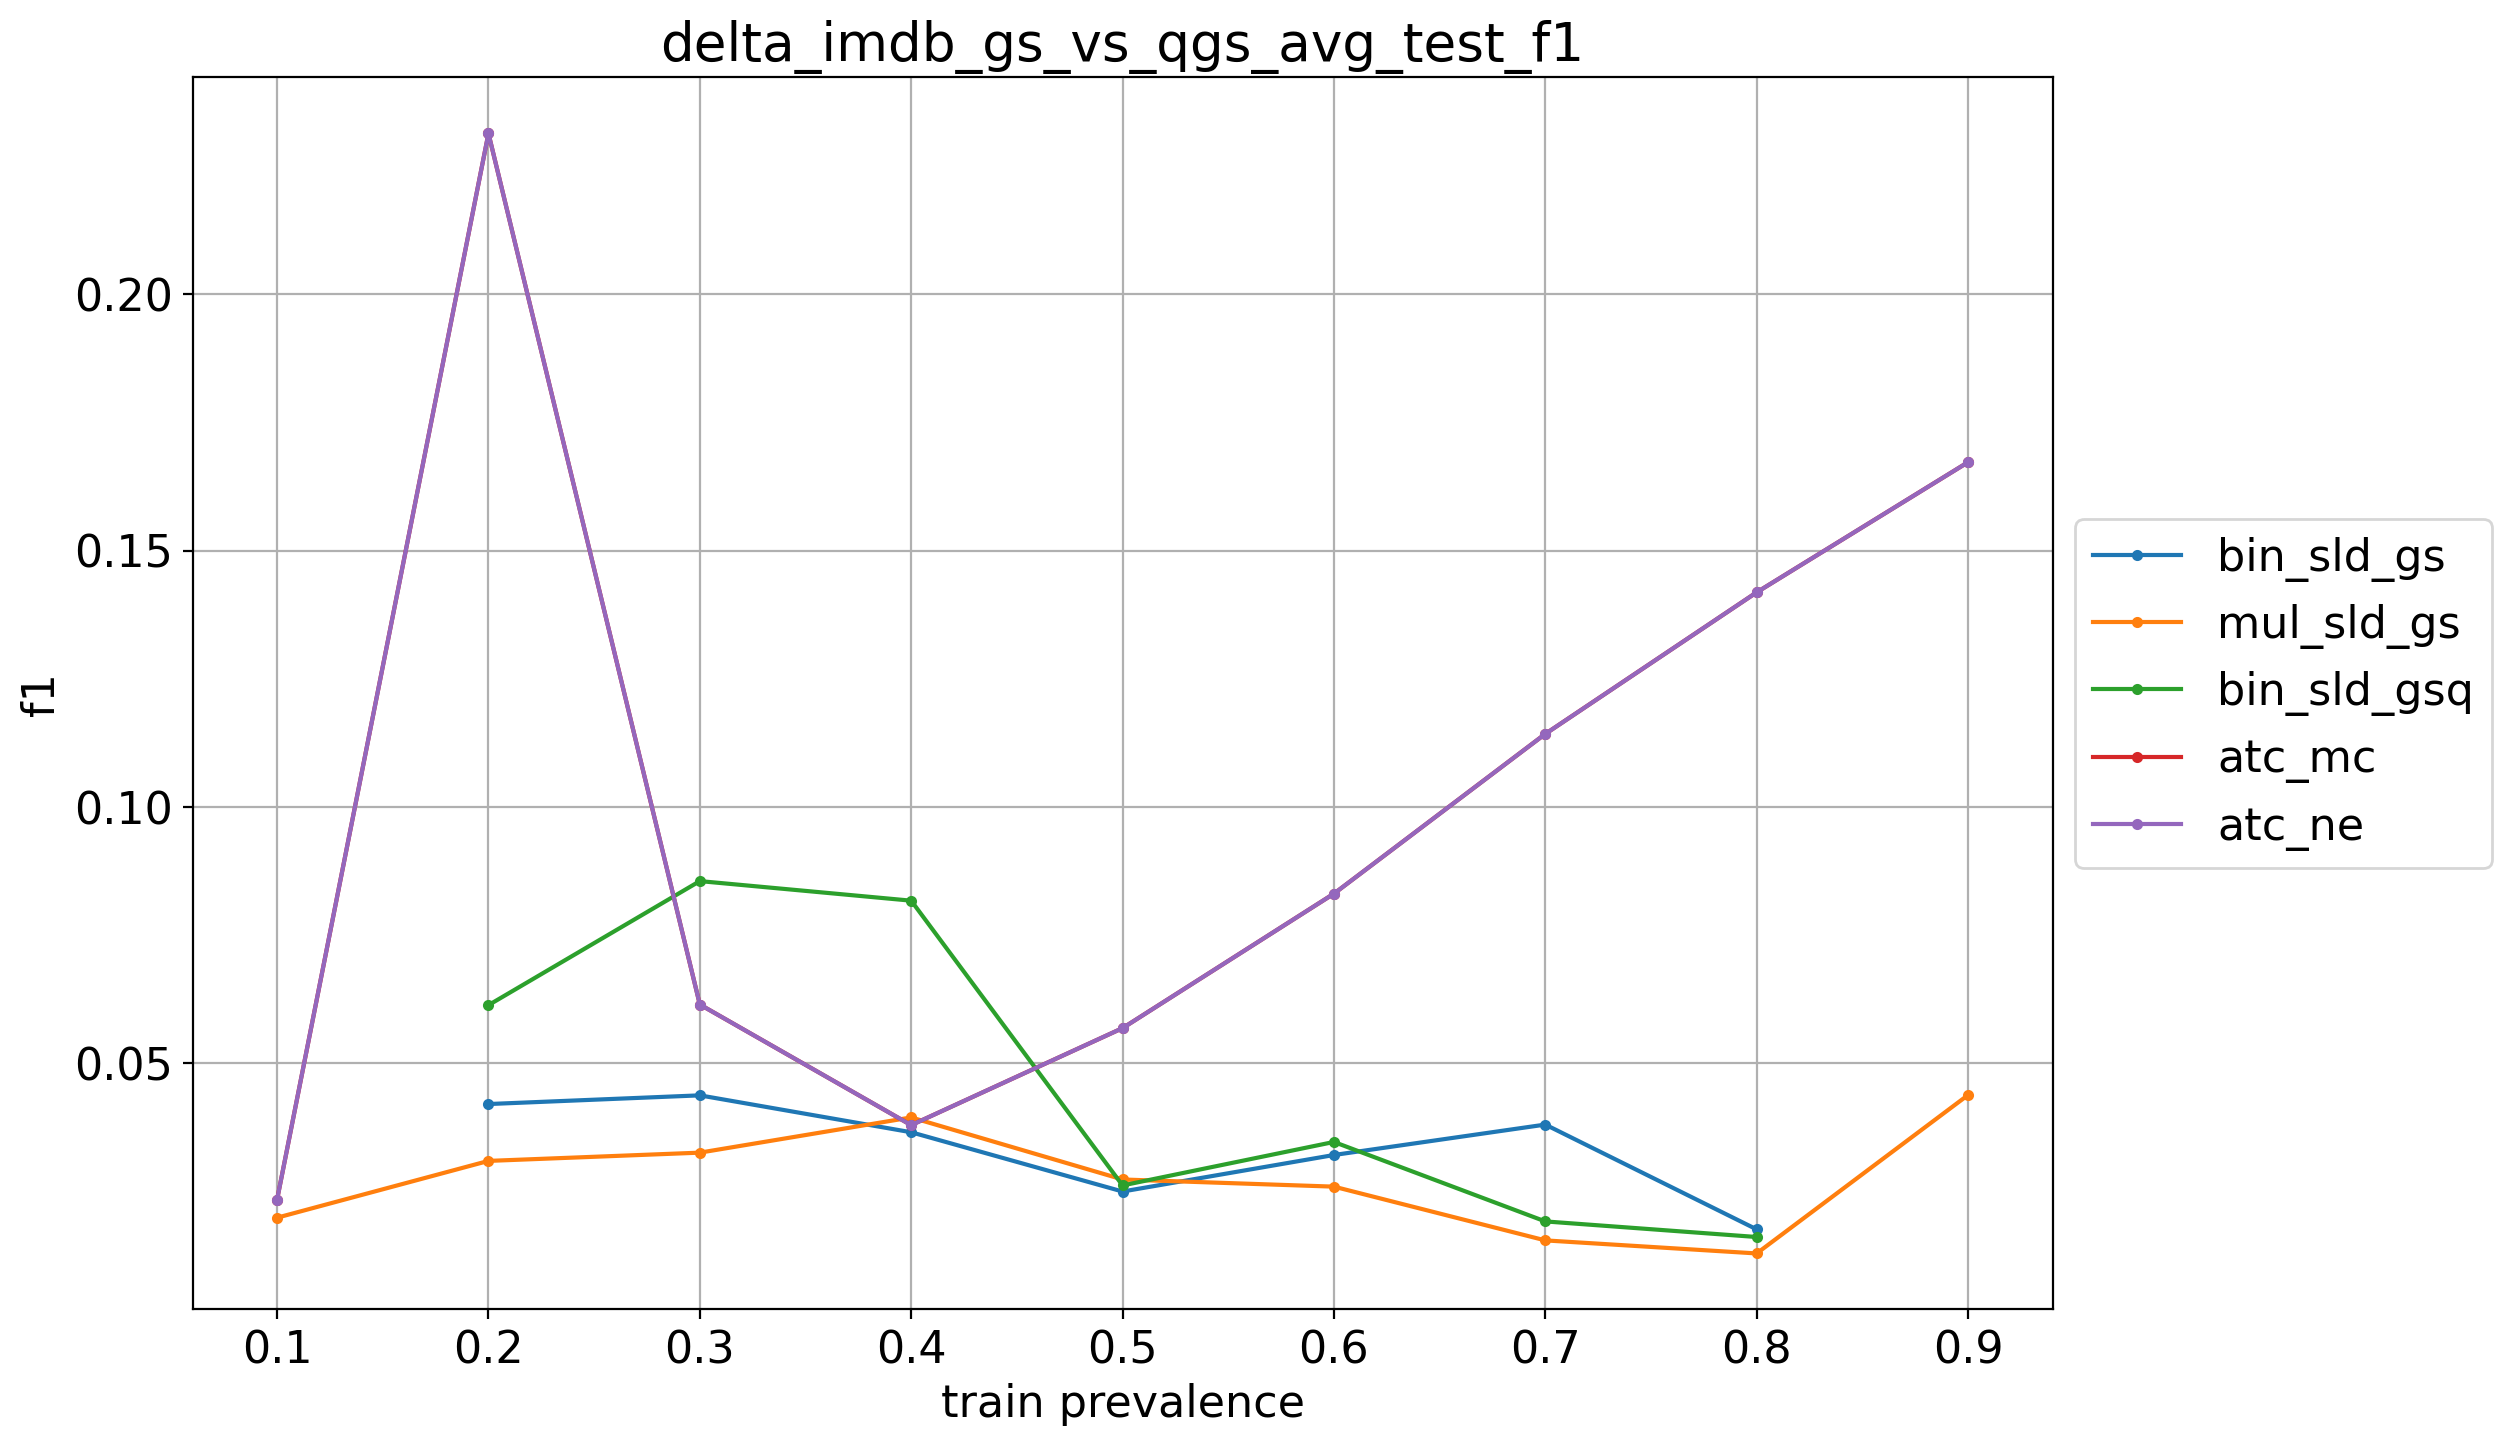 delta_imdb_gs_vs_qgs_avg_test_f1
0.20
0.15
0.10
0.05
f1
0.1 0.2 0.3 0.4 0.5 0.6 0.7 0.8 0.9
train prevalence
bin_sld_gs
mul_sld_gs
bin_sld_gsq
atc_mc
atc_ne